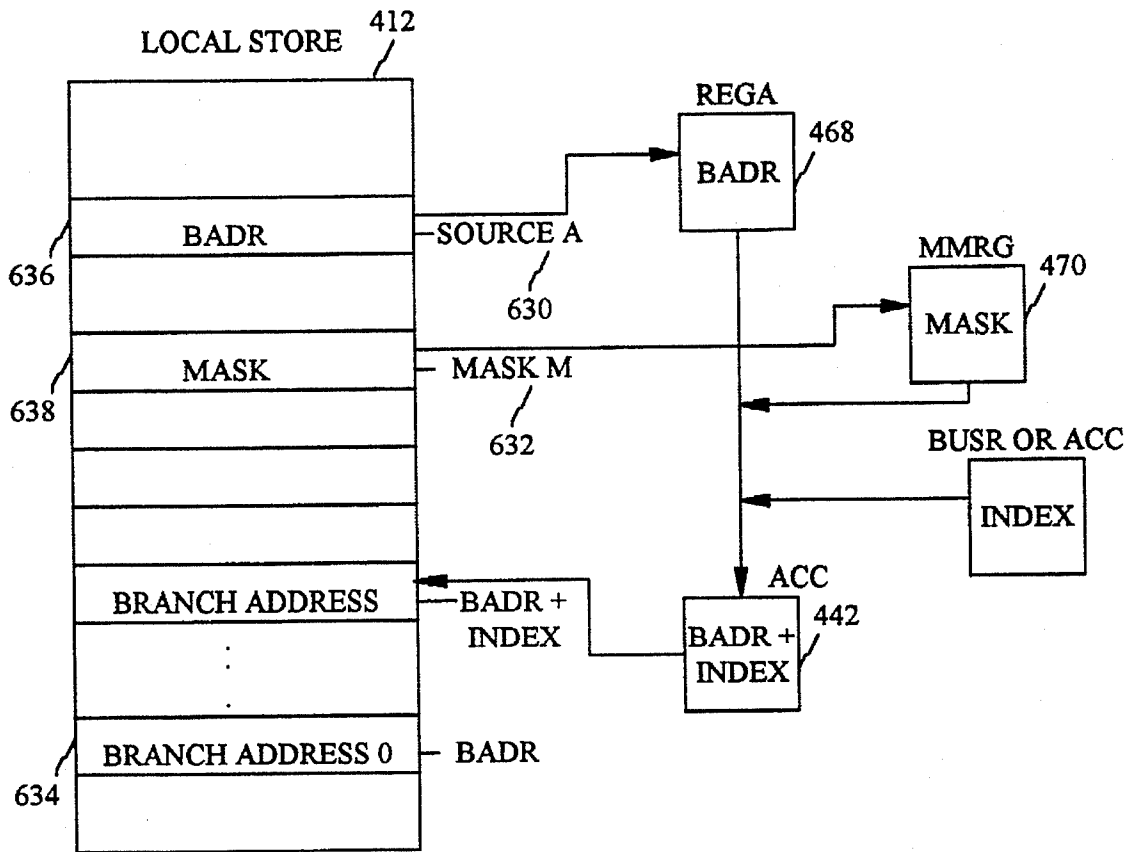 LOCAL STORE
412
REGA
468
BADR
BADR
SOURCE A
636
630
MMRG
470
MASK
MASK
MASK M
638
632
BUSR OR ACC
INDEX
ACC
BRANCH ADDRESS
BADR +
INDEX
BADR +
INDEX
442
.
.
.
BRANCH ADDRESS 0
BADR
634